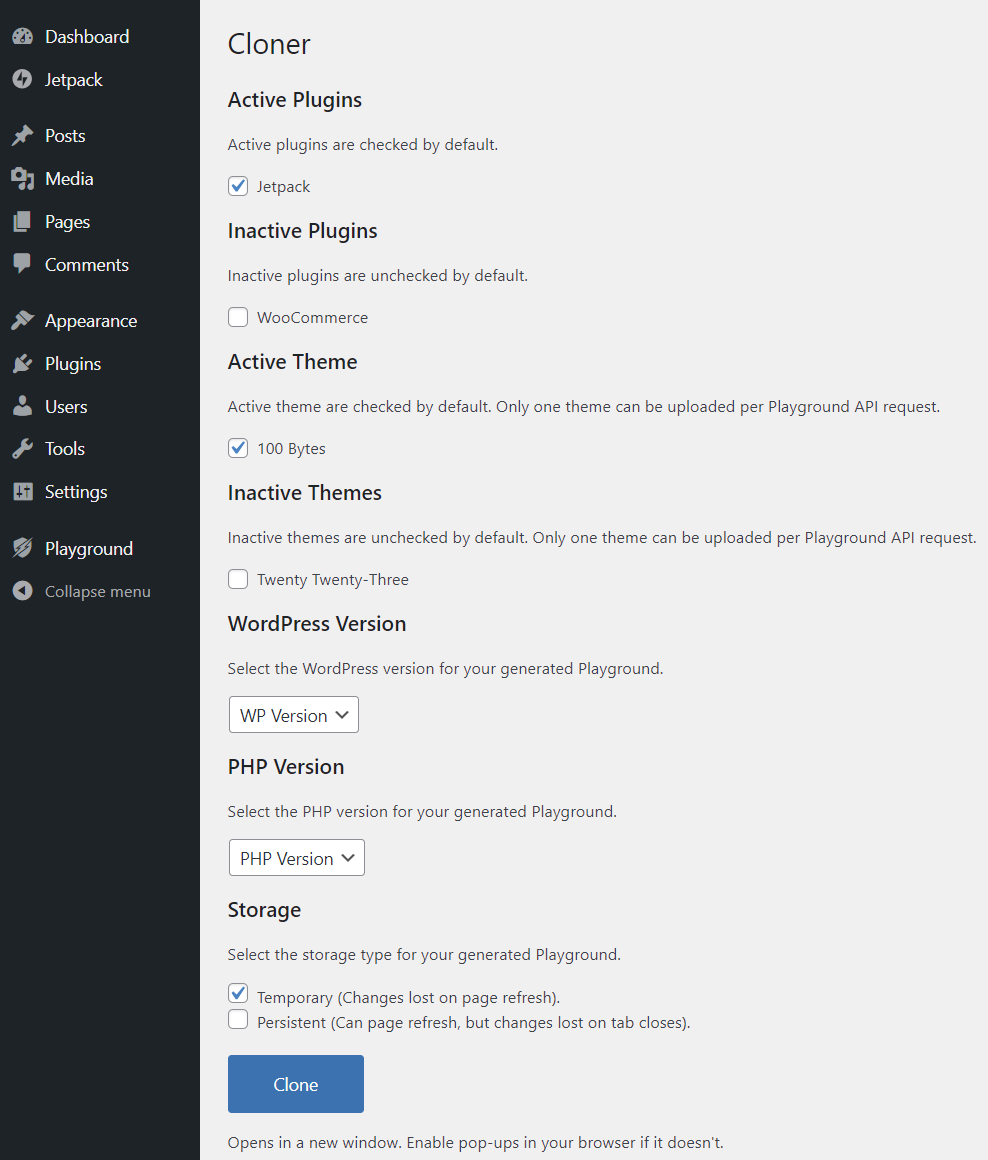 Dashboard
Jetpack
Posts
Media
Pages
Comments
Appearance
Plugins
Users
Tools
Settings
Playground
Collapse menu
Cloner
Active Plugins
Active plugins are checked by default.
Jetpack
Inactive Plugins
Inactive plugins are unchecked by default.
WooCommerce
Active Theme
Active theme are checked by default. Only one theme can be uploaded per Playground API request.
100 Bytes
Inactive Themes
Inactive themes are unchecked by default. Only one theme can be uploaded per Playground API request.
Twenty Twenty-Three
WordPress Version
Select the WordPress version for your generated Playground.
WP Version
PHP Version
Select the PHP version for your generated Playground.
PHP Version
Storage
Select the storage type for your generated Playground.
Temporary (Changes lost on page refresh).
Persistent (Can page refresh, but changes lost on tab closes).
Clone
Opens in a new window. Enable pop-ups in your browser if it doesn't.